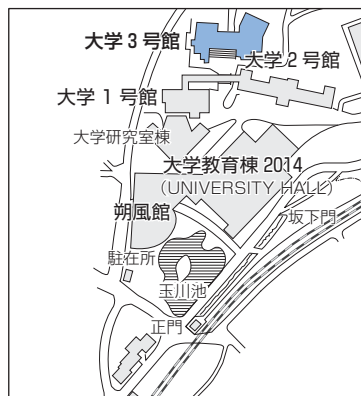 大学3号館
大学2号館
大学1号館
大学研究室棟
大学教育棟 2014
(UNIVERSITY HALL)
坂下門
朔風館
駐在所
玉川池
正門